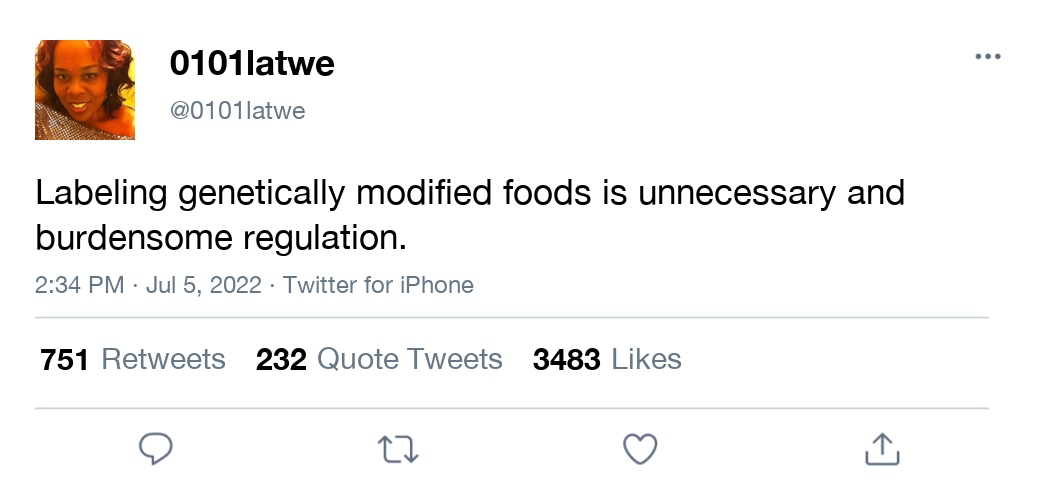 0101latwe
@0101latwe
Labeling genetically modified foods is unnecessary and
burdensome regulation.
2:34 PM · Jul 5, 2022 · Twitter for iPhone
751 Retweets 232 Quote Tweets 3483 Likes